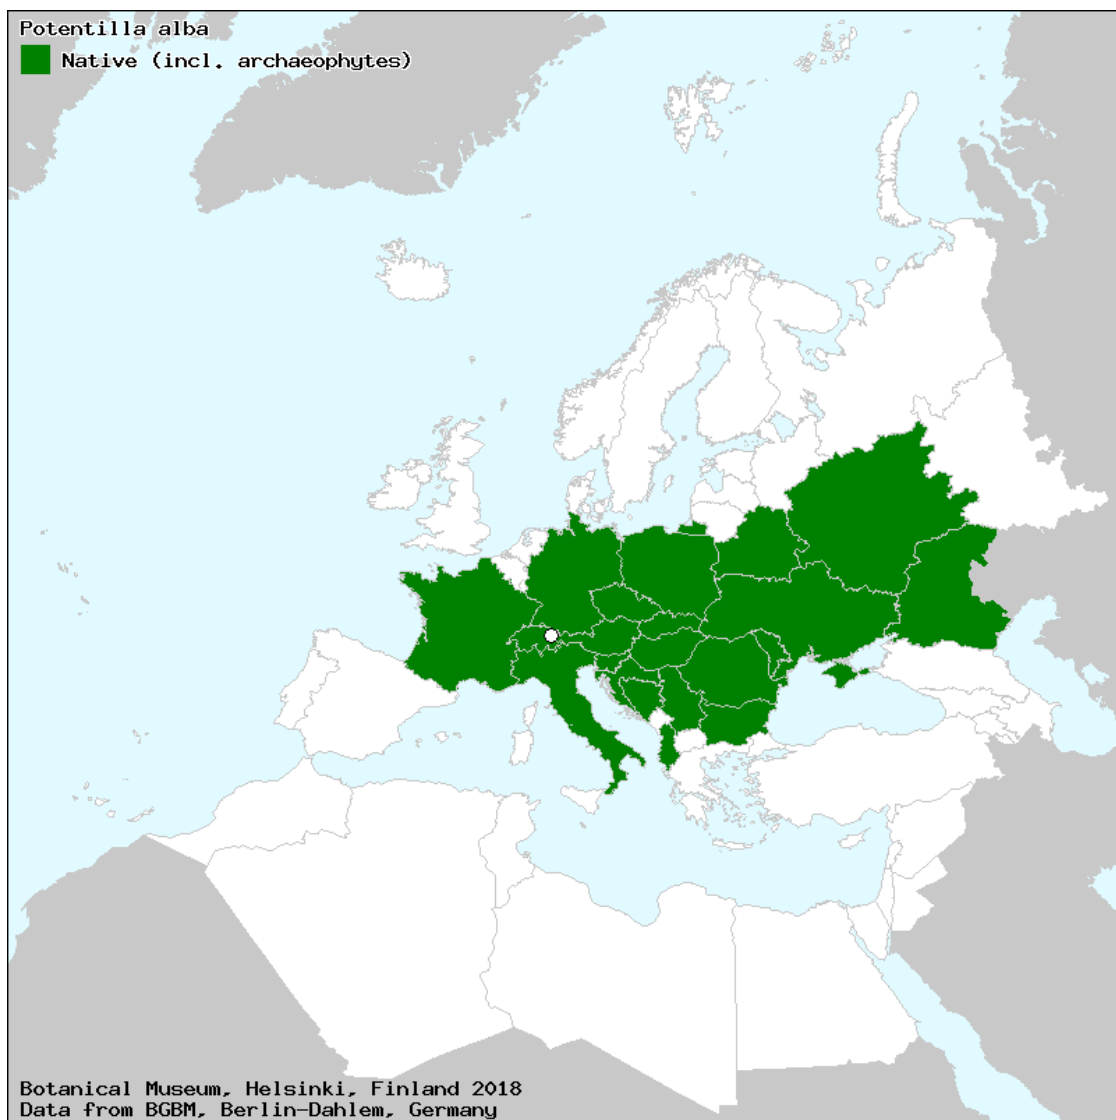 Potentilla alba
Native (incl. archaeophytes)
Botanical Museum, Helsinki, Finland 2018
Data from BGBM, Berlin-Dahlem, Germany